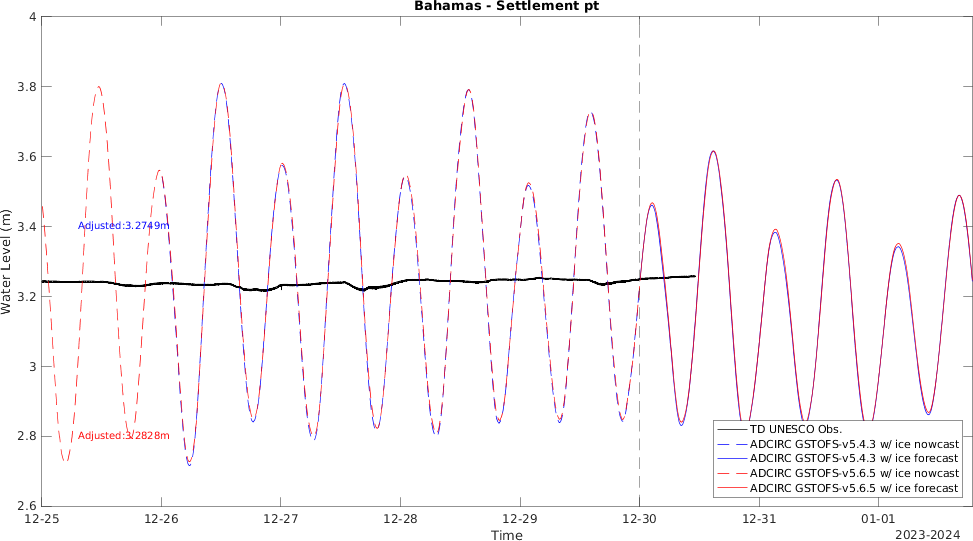 Bahamas - Settlement pt
4
3.8
3.6
3.4
3.2
3
2.8
2.6
Water Level (m)
Adjusted:3.2749m
Adjusted:3.2828m
TD UNESCO Obs.
ADCIRC GSTOFS-v5.4.3 w/ ice nowcast
ADCIRC GSTOFS-v5.4.3 w/ ice forecast
ADCIRC GSTOFS-v5.6.5 w/ ice nowcast
ADCIRC GSTOFS-v5.6.5 w/ ice forecast
12-25 12-26 12-27 12-28 12-29 12-30 12-31 01-01
Time
2023-2024